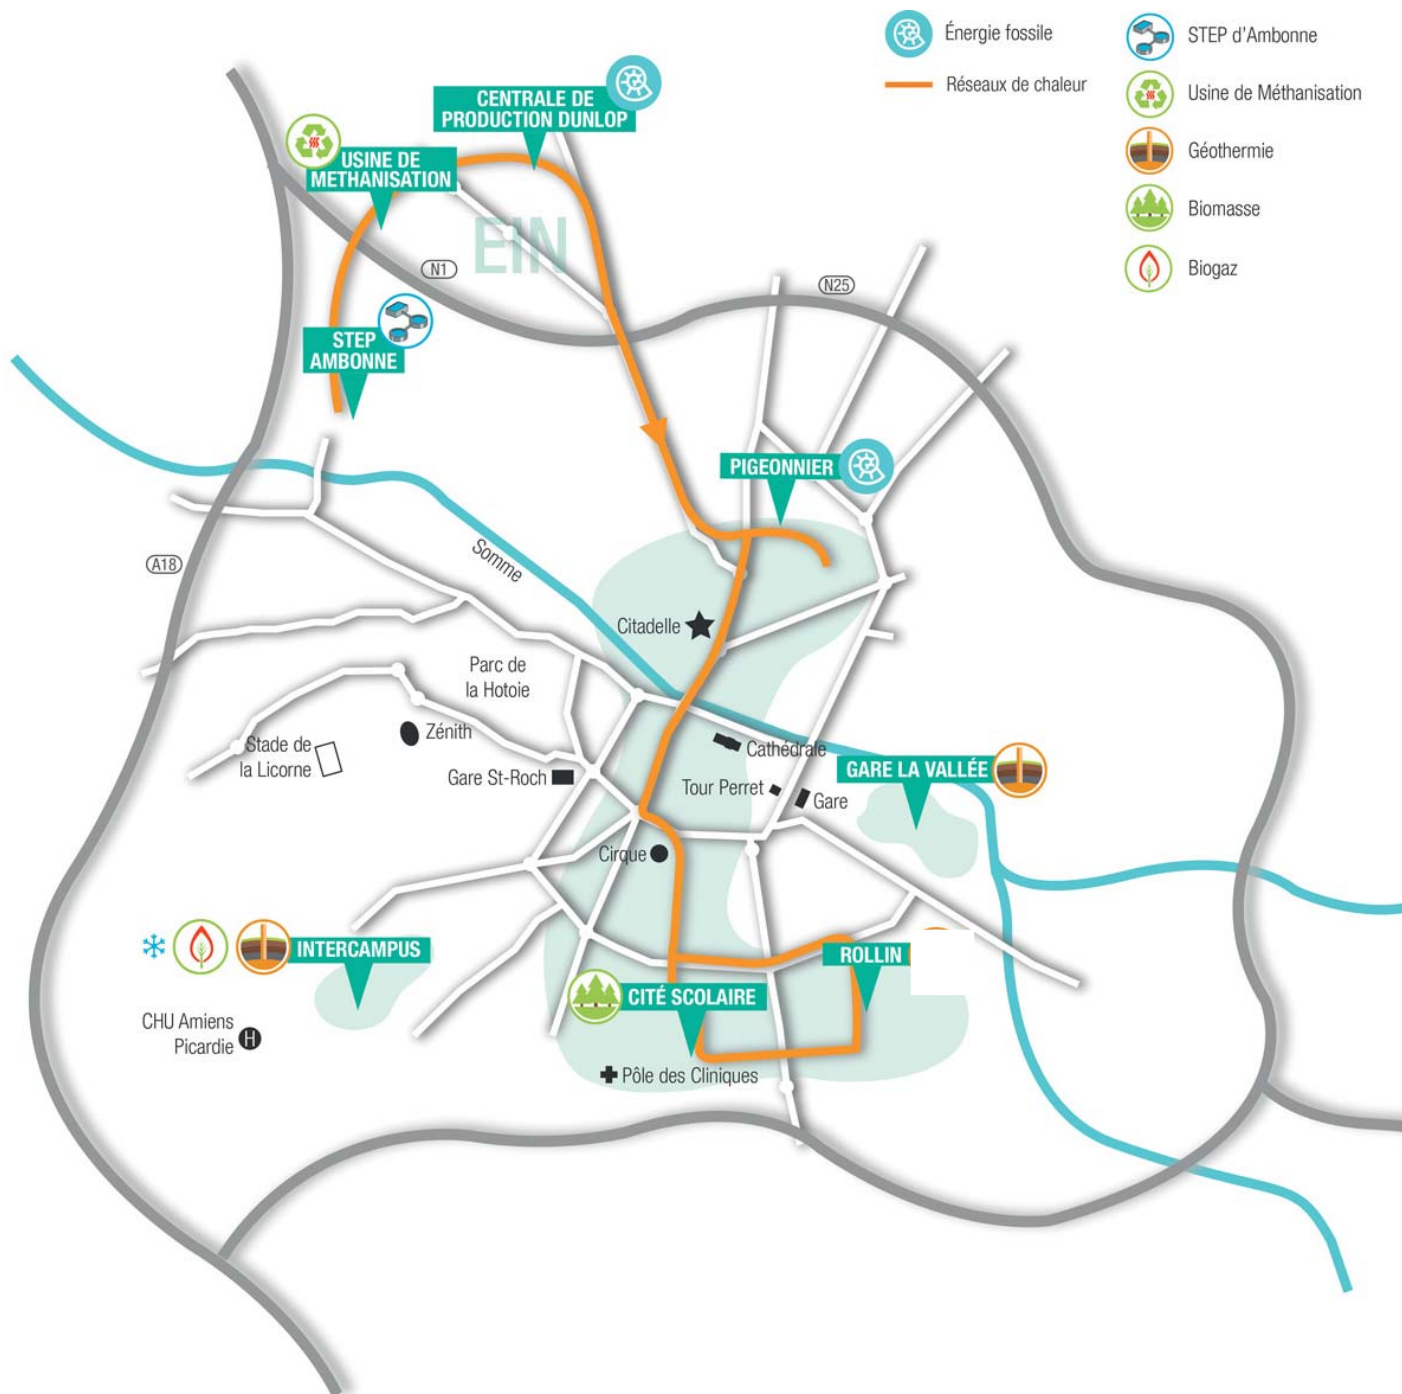 Énergie fossile
Réseaux de chaleur
STEP d'Ambonne
Usine de Méthanisation
Géothermie
Biomasse
Biogaz
CENTRALE DE
PRODUCTION DUNLOP
USINE DE
METHANISATION
EIN
N1
N25
STEP
AMBONNE
PIGEONNIER
A18
Somme
Citadelle
Parc de
la Hotoie
Zénith
Stade de
la Licorne
Gare St-Roch
Cathédrale
Tour Perret
Gare
GARE LA VALLÉE
Cirque
INTERCAMPUS
ROLLIN
CITÉ SCOLAIRE
CHU Amiens
Picardie
H
Pôle des Cliniques